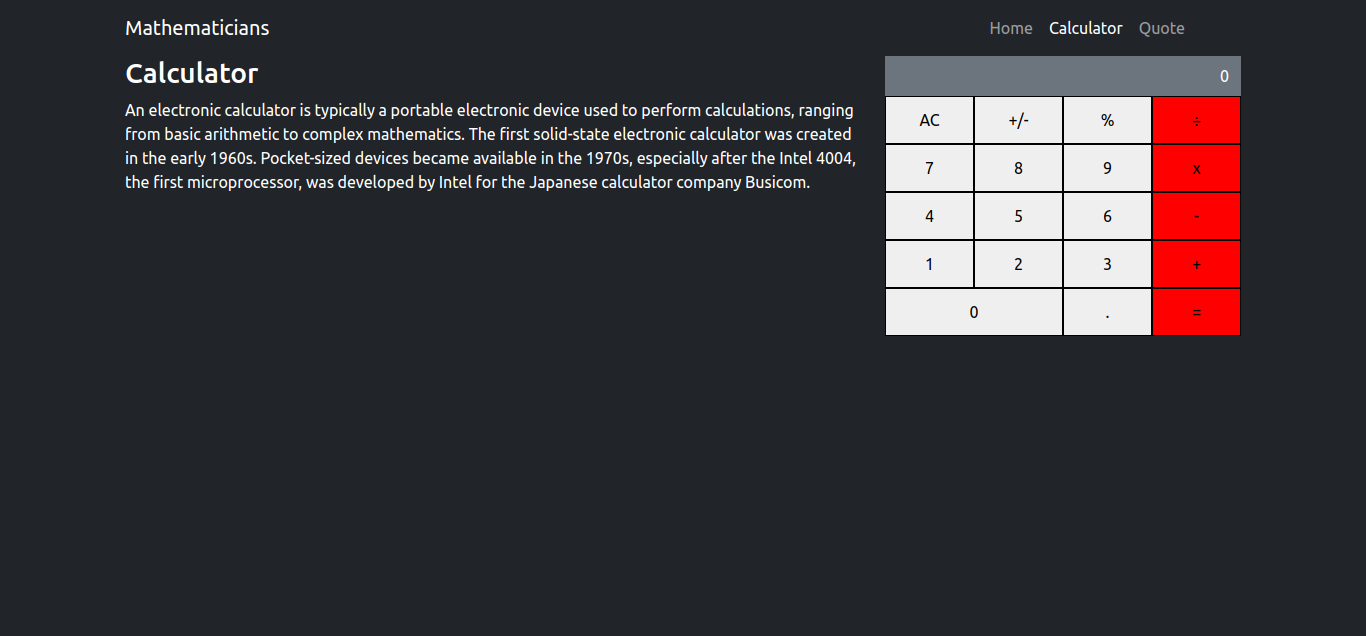 Mathematicians
Home Calculator Quote
Calculator
An electronic calculator is typically a portable electronic device used to perform calculations, ranging
from basic arithmetic to complex mathematics. The first solid-state electronic calculator was created
in the early 1960s. Pocket-sized devices became available in the 1970s, especially after the Intel 4004,
the first microprocessor, was developed by Intel for the Japanese calculator company Busicom.
0
AC +/- % ÷
7 8 9 x
4 5 6 -
1 2 3 +
0 . =